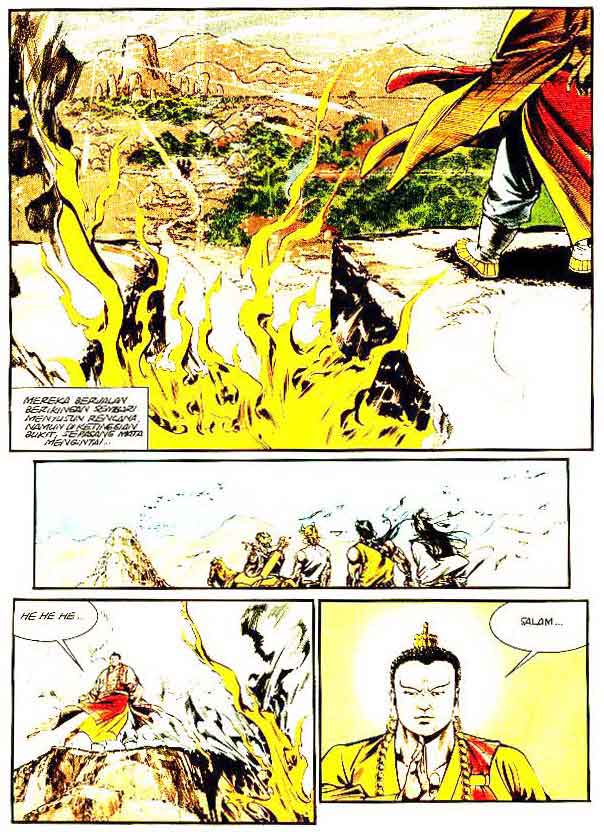 MEREKA BERJALAN
BERIRINGAN SEMBARI
MENYUSUN RENCANA,
NAMUN DI KETINGGIAN
BUKIT, SEPASANG MATA
MENGINTAI...
HE HE HE..
SALAM...